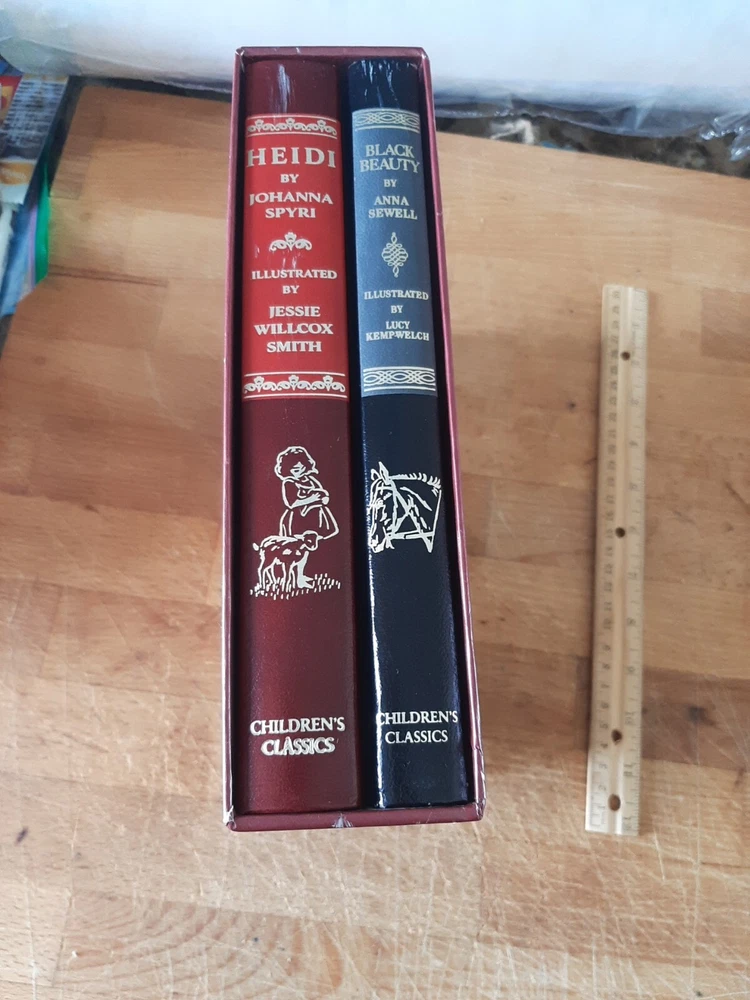 HEIDI
BY
JOHANNA
SPYRI
ILLUSTRATED
BY
JESSIE
WILLCOX
SMITH
CHILDREN'S
CLASSICS
BLACK
BEAUTY
BY
ANNA
SEWELL
ILLUSTRATED
BY
LUCY
KEMP-WELCH
CHILDREN'S
CLASSICS